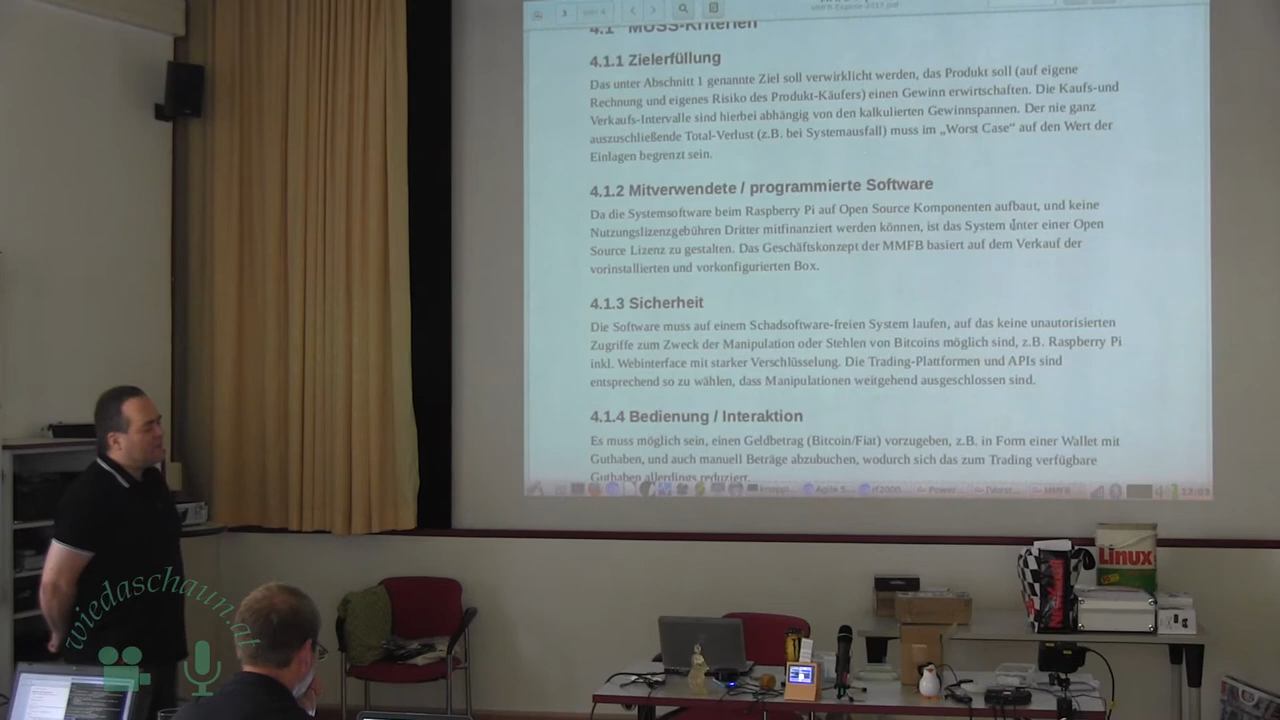 4.1 MUSS-Kriterien
4.1.1 Zielerfüllung
Das unter Abschnitt 1 genannte Ziel soll verwirklicht werden, das Produkt soll (auf eigene
Rechnung und eigenes Risiko des Produkt-Käufers) einen Gewinn erwirtschaften. Die Kaufs-und
Verkaufs-Intervalle sind hierbei abhängig von den kalkulierten Gewinnspannen. Der nie ganz
auszuschließende Total-Verlust (z.B. bei Systemausfall) muss im „Worst Case“ auf den Wert der
Einlagen begrenzt sein.
4.1.2 Mitverwendete / programmierte Software
Da die Systemsoftware beim Raspberry Pi auf Open Source Komponenten aufbaut, und keine
Nutzungslizenzgebühren Dritter mitfinanziert werden können, ist das System unter einer Open
Source Lizenz zu gestalten. Das Geschäftskonzept der MMFB basiert auf dem Verkauf der
vorinstallierten und vorkonfigurierten Box.
4.1.3 Sicherheit
Die Software muss auf einem Schadsoftware-freien System laufen, auf das keine unautorisierten
Zugriffe zum Zweck der Manipulation oder Stehlen von Bitcoins möglich sind, z.B. Raspberry Pi
inkl. Webinterface mit starker Verschlüsselung. Die Trading-Plattformen und APIs sind
entsprechend so zu wählen, dass Manipulationen weitgehend ausgeschlossen sind.
4.1.4 Bedienung / Interaktion
Es muss möglich sein, einen Geldbetrag (Bitcoin/Fiat) vorzugeben, z.B. in Form einer Wallet mit
Guthaben, und auch manuell Beträge abzubuchen, wodurch sich das zum Trading verfügbare
Guthaben allerdings reduziert.
12:03
Linux
wiedaschaun.at